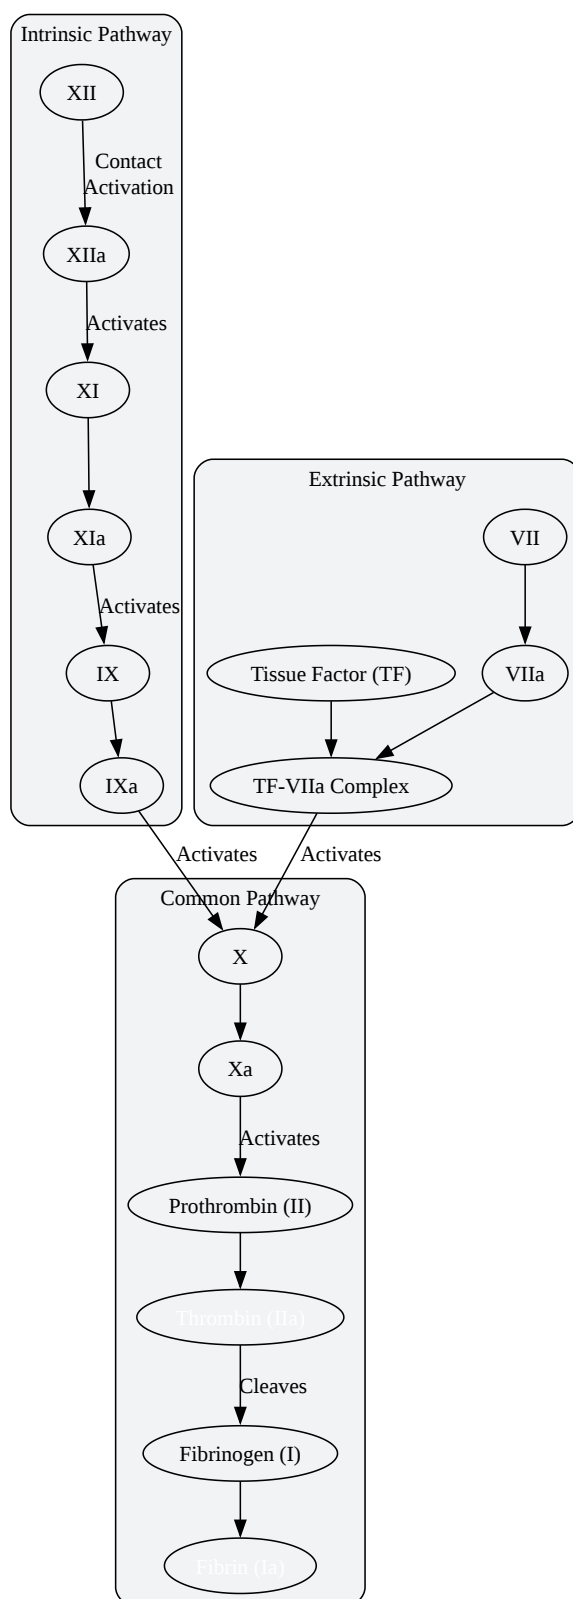 Intrinsic Pathway
XII
Contact
Activation
XIIa
Activates
XI
XIa
Activates
IX
IXa
Extrinsic Pathway
VII
VIIa
Tissue Factor (TF)
TF-VIIa Complex
Activates
Activates
Common Pathway
X
Xa
Activates
Prothrombin (II)
Thrombin (IIa)
Cleaves
Fibrinogen (I)
Fibrin (Ia)